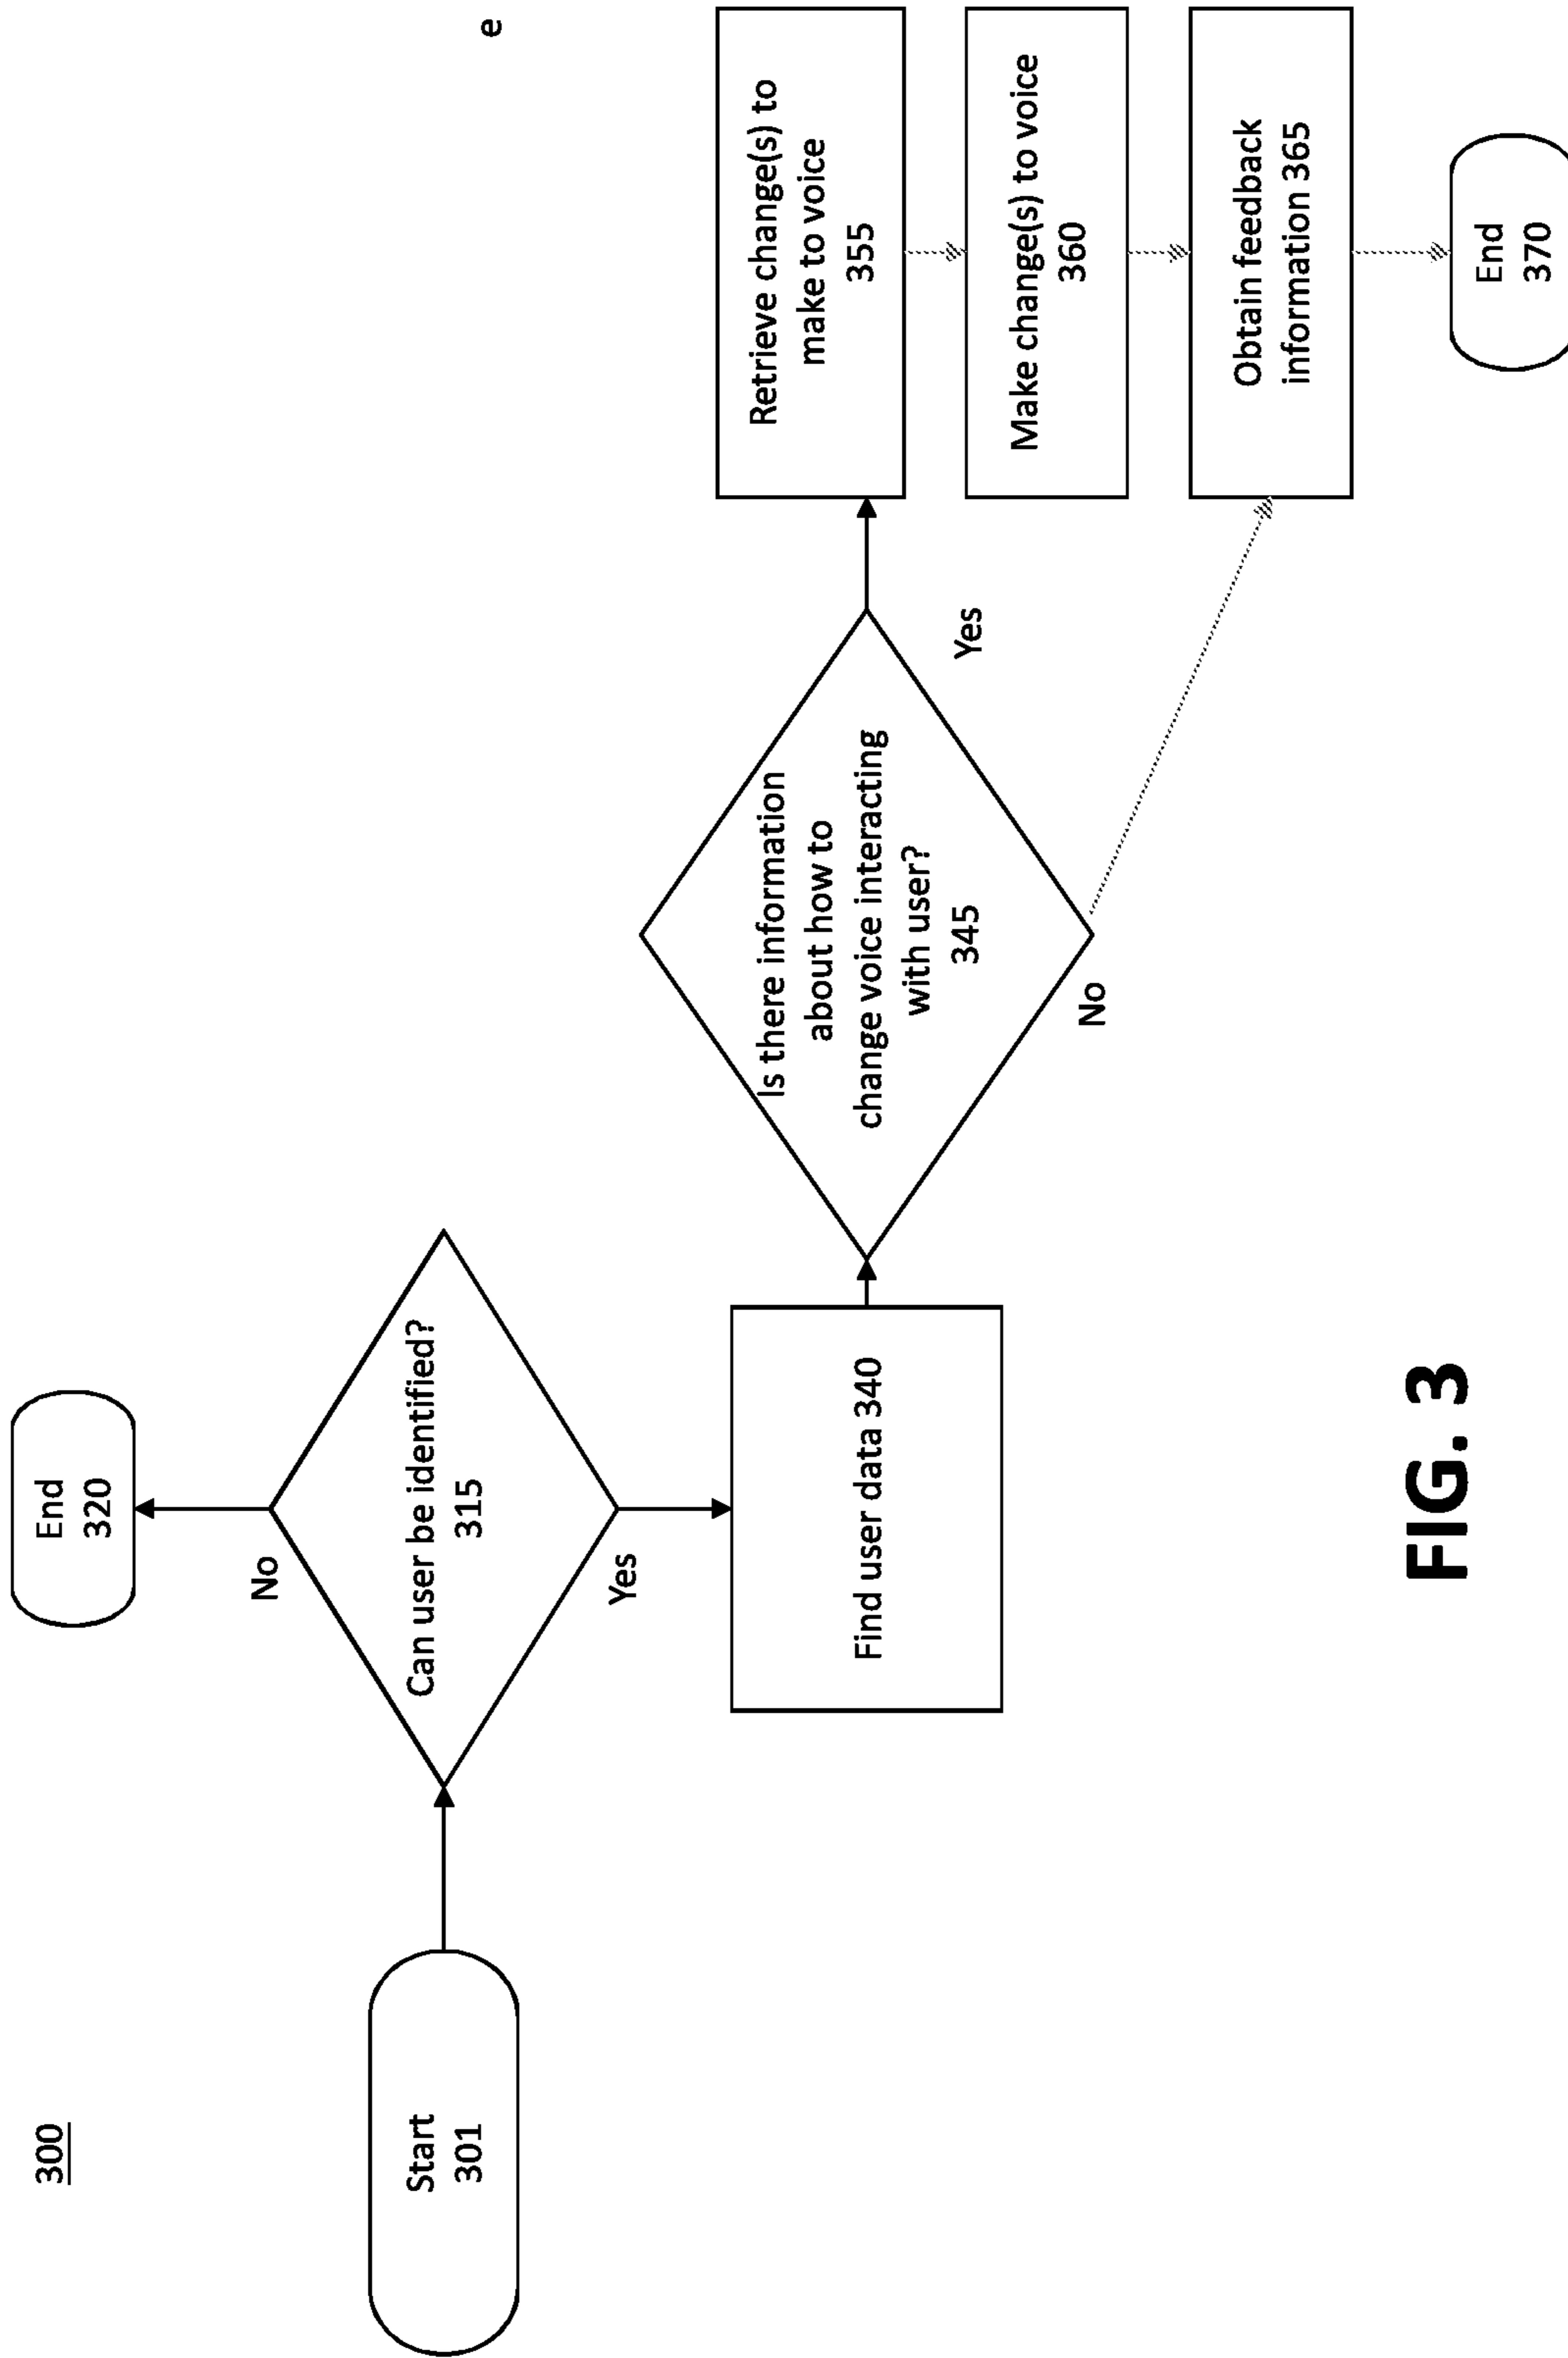 300
Start
301
Can user be identified?
315
No
End
320
Yes
Find user data 340
Is there information
about how to
change voice interacting
with user?
345
Yes
No
e
Retrieve change(s) to
make to voice
355
Make change(s) to voice
360
Obtain feedback
information 365
End
370
FIG. 3